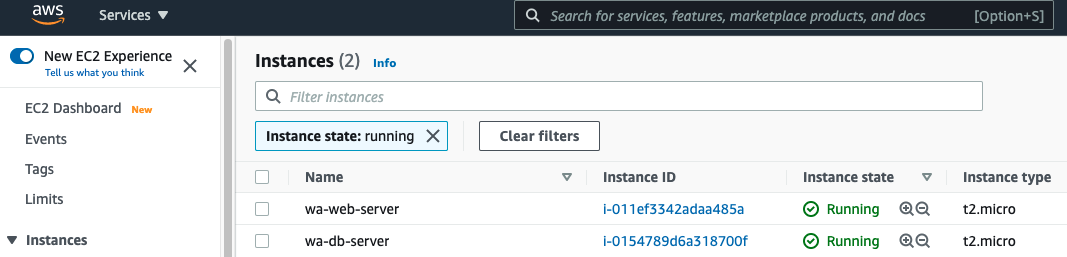 aws Services Search for services, features, marketplace products, and docs [Option+S]
New EC2 Experience
Tell us what you think
EC2 Dashboard New
Events
Tags
Limits
Instances
Instances (2) Info
Filter instances
Instance state: running Clear filters
Name Instance ID Instance state Instance type
wa-web-server i-011ef3342adaa485a Running t2.micro
wa-db-server i-0154789d6a318700f Running t2.micro